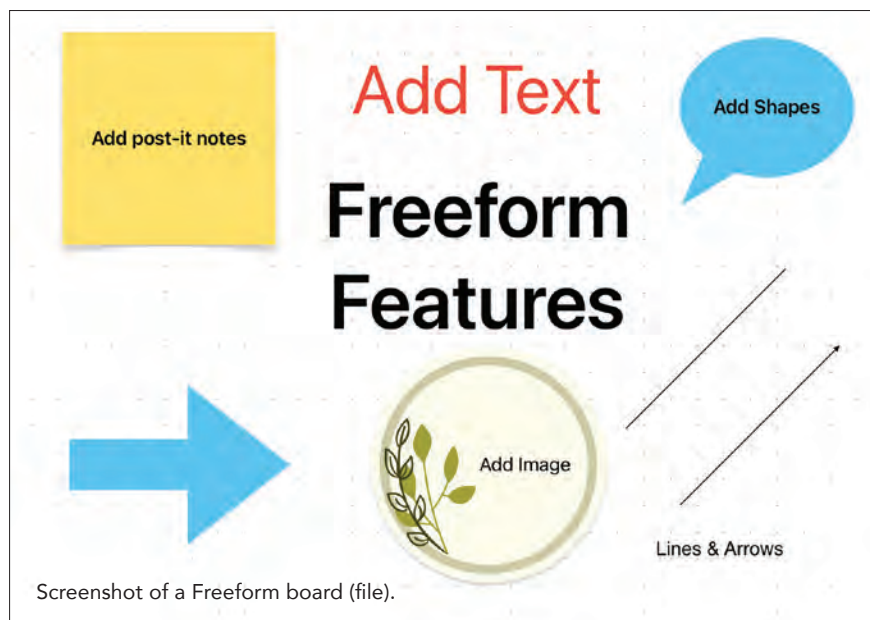 Add post-it notes
Add Text
Add Shapes
Freeform
Features
Add Image
Lines & Arrows
Screenshot of a Freeform board (file).